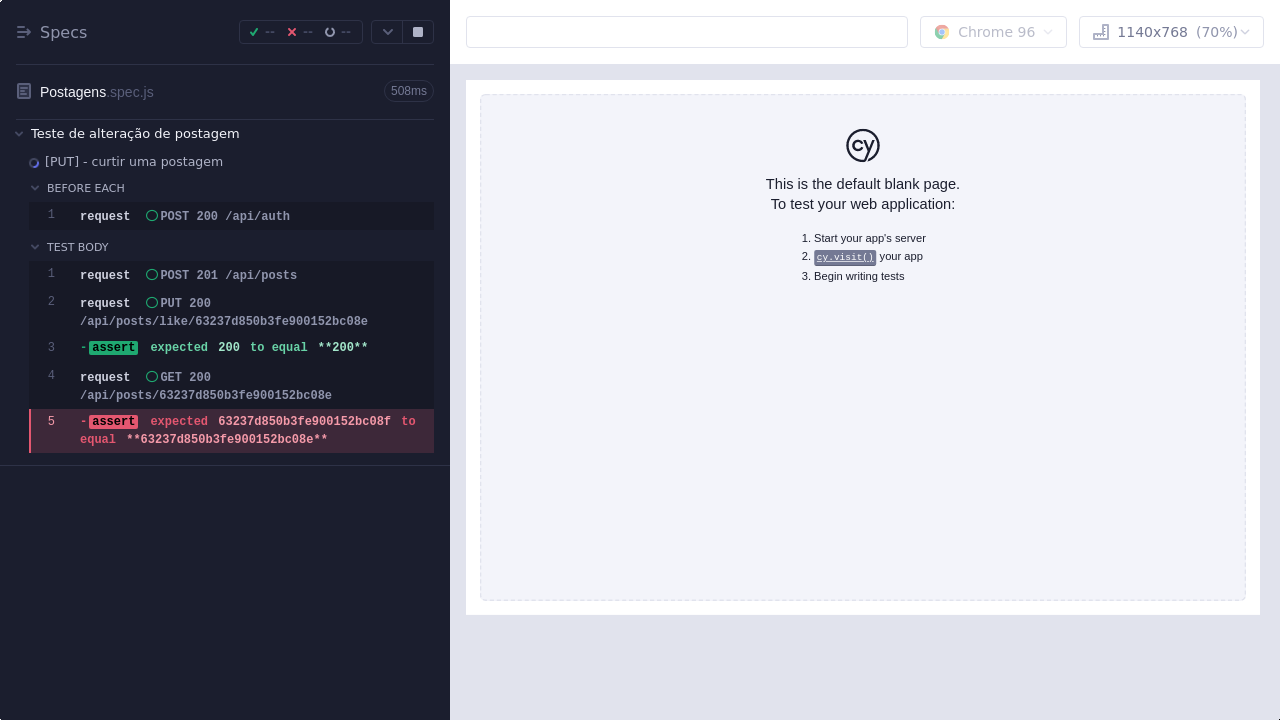 Specs
--
--
--
Postagens.spec.js
508ms
Teste de alteração de postagem
[PUT] - curtir uma postagem
BEFORE EACH
1 request POST 200 /api/auth
TEST BODY
1 request POST 201 /api/posts
2 request PUT 200
/api/posts/like/63237d850b3fe900152bc08e
3 -assert expected 200 to equal **200**
4 request GET 200
/api/posts/63237d850b3fe900152bc08e
5 -assert expected 63237d850b3fe900152bc08f to
equal **63237d850b3fe900152bc08e**
Chrome 96
1140x768 (70%)
cy
This is the default blank page.
To test your web application:
1. Start your app's server
2. cy.visit() your app
3. Begin writing tests